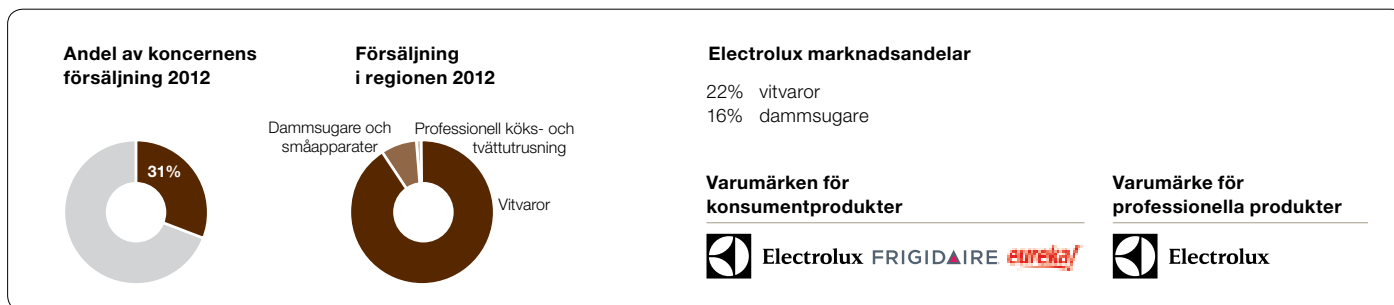 Andel av koncernens
försäljning 2012
31%
Försäljning
i regionen 2012
Dammsugare och
småapparater
Professionell köks- och
tvättutrusning
Vitvaror
Electrolux marknadsandelar
22% vitvaror
16% dammsugare
Varumärken för
konsumentprodukter
Electrolux FRIGIDAIRE eureka!
Varumärke för
professionella produkter
Electrolux